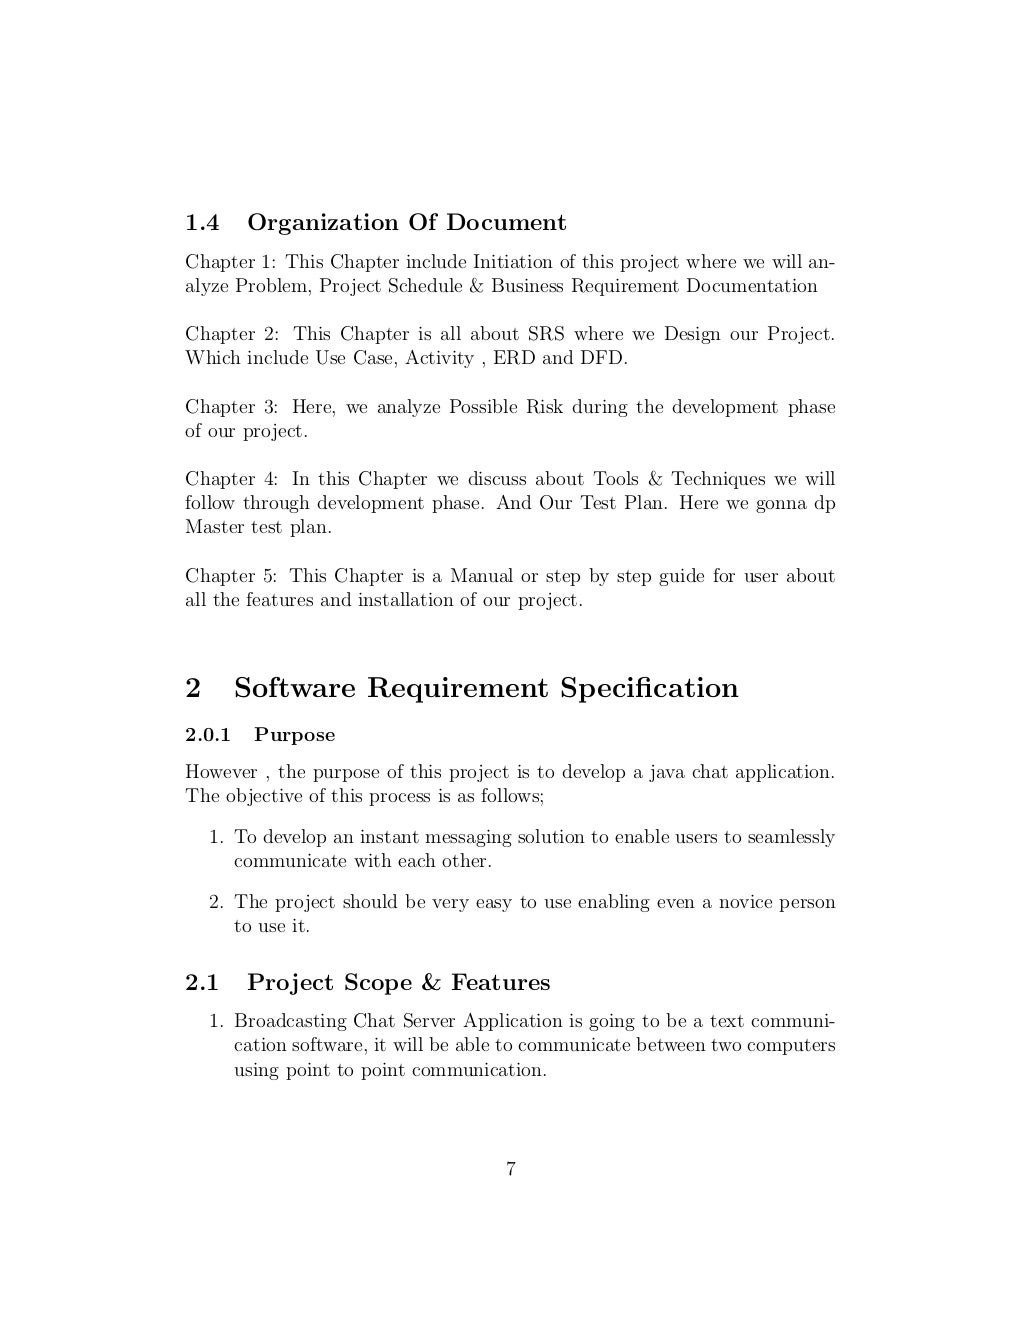 1.4 Organization Of Document
Chapter 1: This Chapter include Initiation of this project where we will an-
alyze Problem, Project Schedule & Business Requirement Documentation
Chapter 2: This Chapter is all about SRS where we Design our Project.
Which include Use Case, Activity , ERD and DFD.
Chapter 3: Here, we analyze Possible Risk during the development phase
of our project.
Chapter 4: In this Chapter we discuss about Tools & Techniques we will
follow through development phase. And Our Test Plan. Here we gonna dp
Master test plan.
Chapter 5: This Chapter is a Manual or step by step guide for user about
all the features and installation of our project.
2 Software Requirement Specification
2.0.1 Purpose
However , the purpose of this project is to develop a java chat application.
The objective of this process is as follows;
1. To develop an instant messaging solution to enable users to seamlessly
communicate with each other.
2. The project should be very easy to use enabling even a novice person
to use it.
2.1 Project Scope & Features
1. Broadcasting Chat Server Application is going to be a text communi-
cation software, it will be able to communicate between two computers
using point to point communication.
7